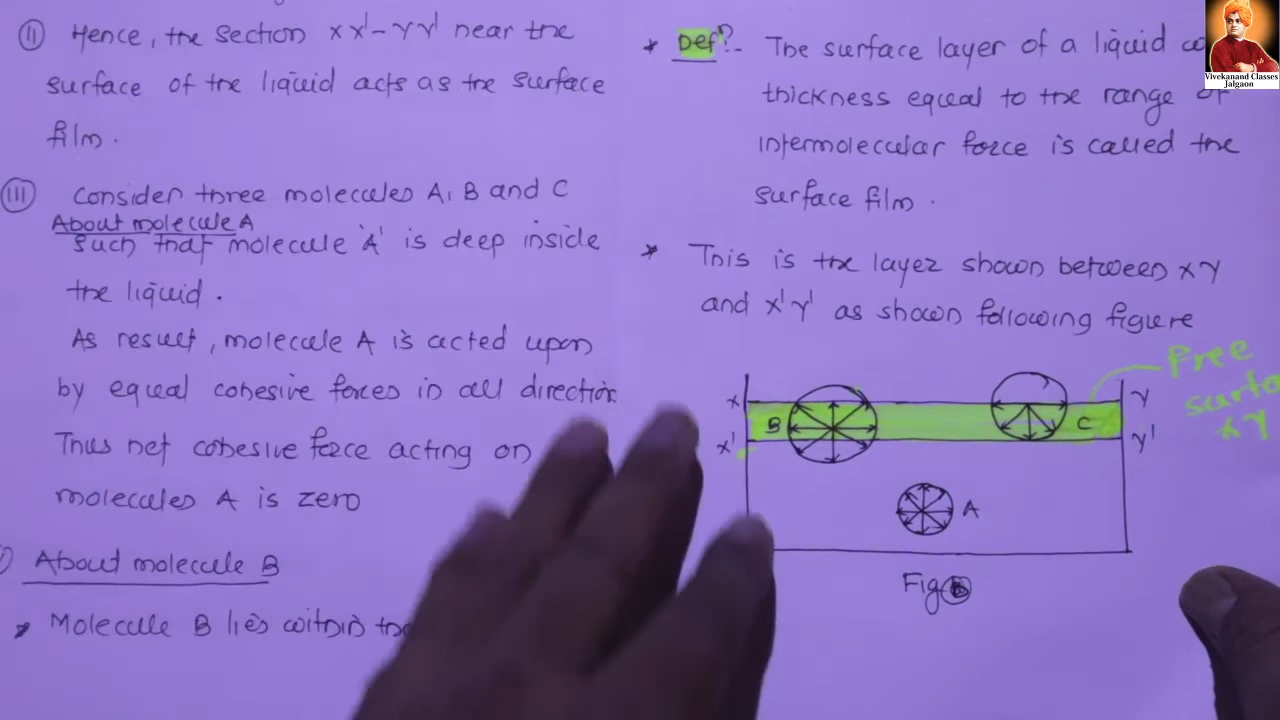 II Hence, the section xx' - yy' near the
surface of the liquid acts as the surface
film.
III Consider three molecules A, B and C
About molecule A
Such that molecule 'A' is deep inside
the liquid.
As result, molecule A is acted upon
by equal cohesive forces in all direction
Thus net cohesive force acting on
molecules A is zero
About molecule B
* Molecule B lies within the
* Def?- The surface layer of a liquid
thickness equal to the range of
intermolecular force is called the
surface film.
* This is the layer shown between xy
and x'y' as shown following figure
Free
xy
x
y
B
C
x'
y'
A
Fig b
Vivekanand Classes
Jalgaon